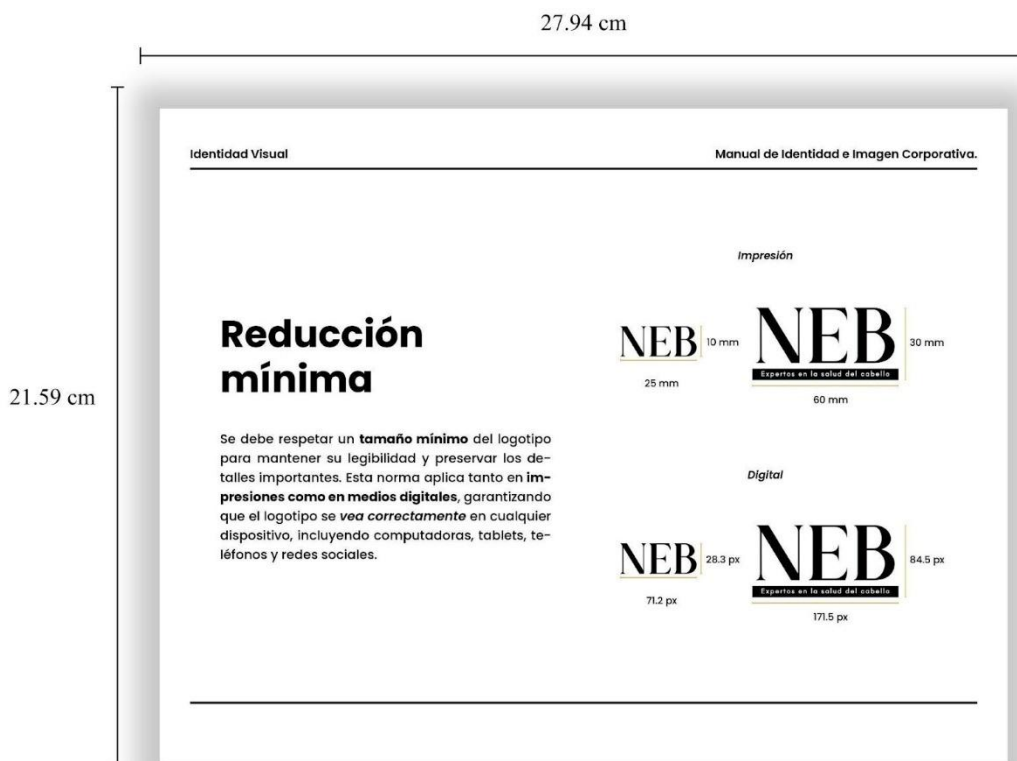 27.94 cm
21.59 cm
Identidad Visual
Manual de Identidad e Imagen Corporativa.
Reducción
mínima
Se debe respetar un tamaño mínimo del logotipo
para mantener su legibilidad y preservar los de-
talles importantes. Esta norma aplica tanto en im-
presiones como en medios digitales, garantizando
que el logotipo se vea correctamente en cualquier
dispositivo, incluyendo computadoras, tablets, te-
léfonos y redes sociales.
Impresión
NEB
10 mm
25 mm
NEB
Expertos en la salud del cabello
30 mm
60 mm
Digital
NEB
28.3 px
71.2 px
NEB
Expertos en la salud del cabello
84.5 px
171.5 px